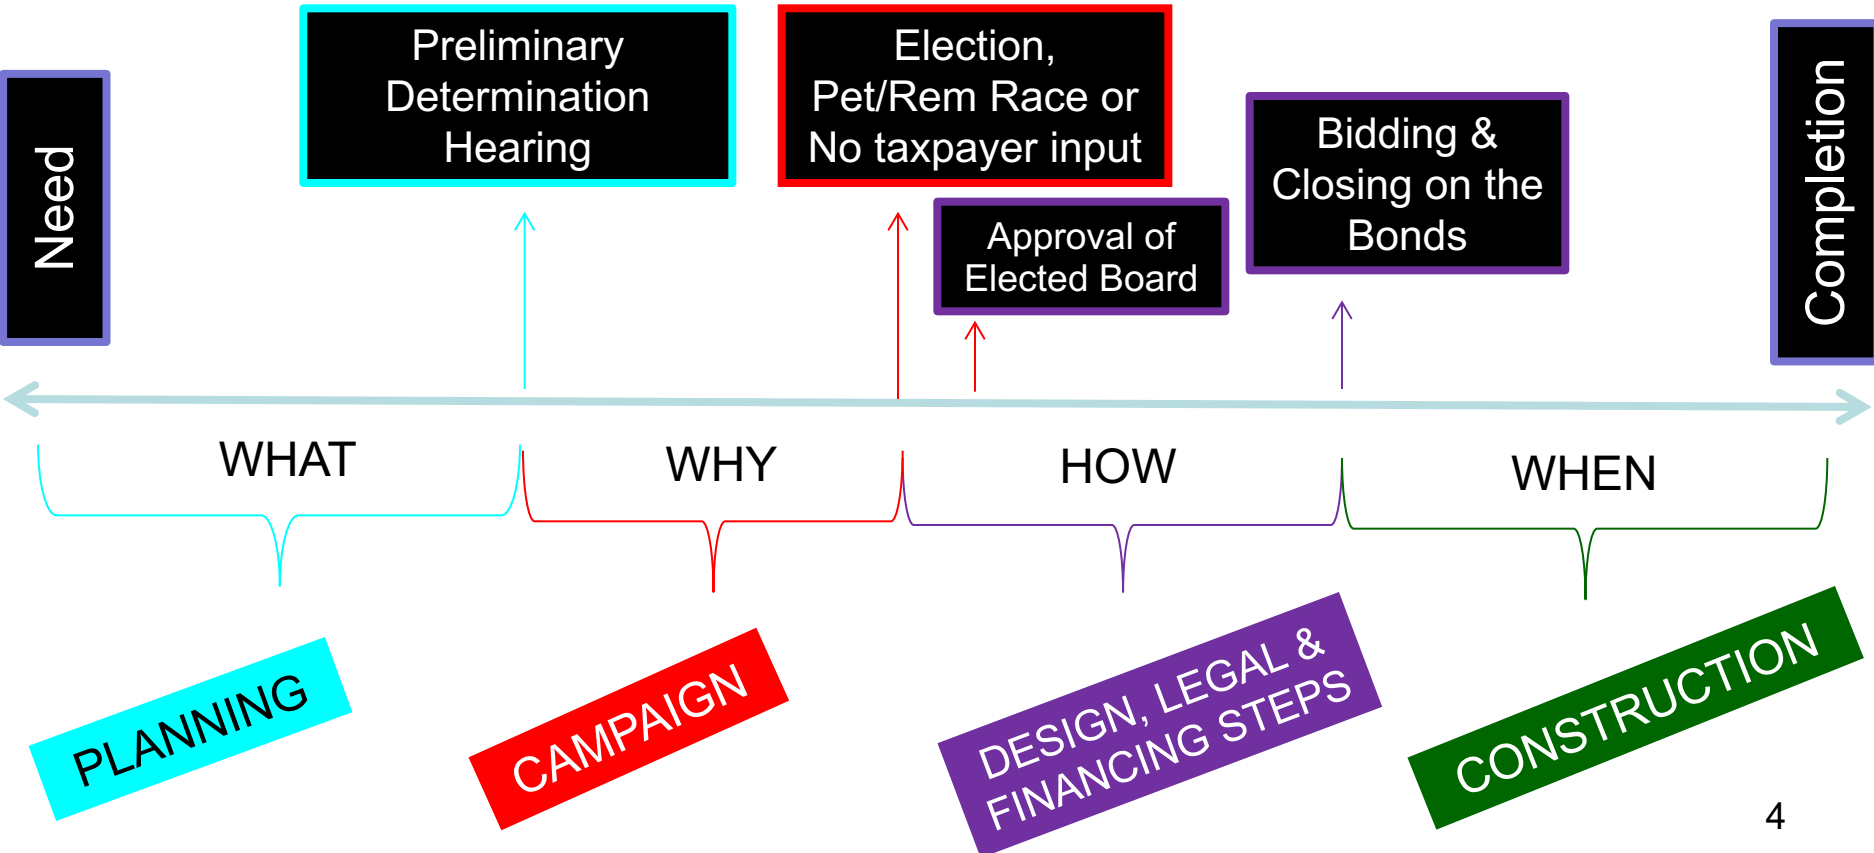 Need
Preliminary
Determination
Hearing
Election,
Pet/Rem Race or
No taxpayer input
Approval of
Elected Board
Bidding &
Closing on the
Bonds
Completion
WHAT
WHY
HOW
WHEN
PLANNING
CAMPAIGN
DESIGN, LEGAL &
FINANCING STEPS
CONSTRUCTION
4